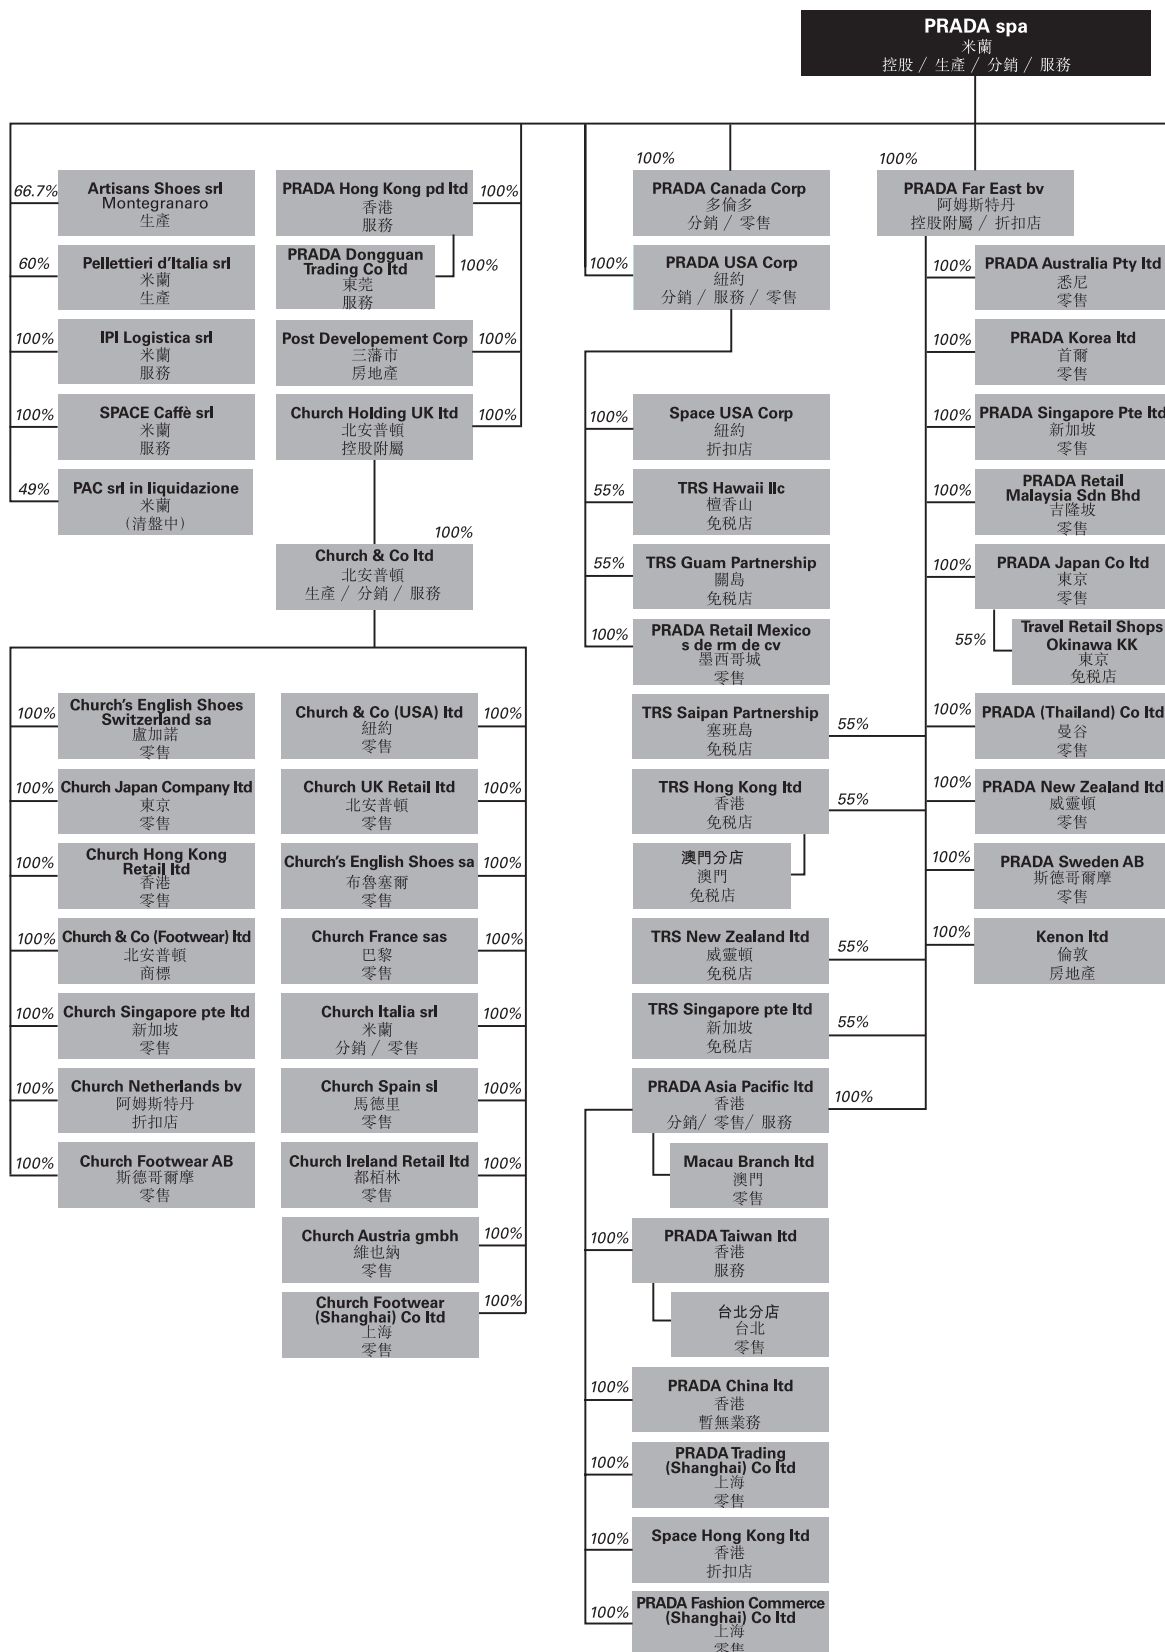 PRADA spa
米蘭
控股 / 生產 / 分銷 / 服務
66.7%
Artisans Shoes srl
Montegranaro
生產
60%
Pellettieri d'Italia srl
米蘭
生產
100%
IPI Logistica srl
米蘭
服務
100%
SPACE Caffè srl
米蘭
服務
49%
PAC srl in liquidazione
米蘭
(清盤中)
PRADA Hong Kong pd ltd
香港
服務
100%
PRADA Dongguan
Trading Co ltd
東莞
服務
100%
Post Developement Corp
三藩市
房地產
100%
Church Holding UK ltd
北安普頓
控股附屬
100%
100%
Church & Co ltd
北安普頓
生產 / 分銷 / 服務
100%
Church's English Shoes
Switzerland sa
盧加諾
零售
100%
Church Japan Company ltd
東京
零售
100%
Church Hong Kong
Retail ltd
香港
零售
100%
Church & Co (Footwear) ltd
北安普頓
商標
100%
Church Singapore pte ltd
新加坡
零售
100%
Church Netherlands bv
阿姆斯特丹
折扣店
100%
Church Footwear AB
斯德哥爾摩
零售
Church & Co (USA) ltd
紐約
零售
100%
Church UK Retail ltd
北安普頓
零售
100%
Church's English Shoes sa
布魯塞爾
零售
100%
Church France sas
巴黎
零售
100%
Church Italia srl
米蘭
分銷 / 零售
100%
Church Spain sl
馬德里
零售
100%
Church Ireland Retail ltd
都栢林
零售
100%
Church Austria gmbh
維也納
零售
100%
Church Footwear
(Shanghai) Co ltd
上海
零售
100%
100%
PRADA Canada Corp
多倫多
分銷 / 零售
100%
PRADA USA Corp
紐約
分銷 / 服務 / 零售
100%
Space USA Corp
紐約
折扣店
55%
TRS Hawaii llc
檀香山
免稅店
55%
TRS Guam Partnership
關島
免稅店
100%
PRADA Retail Mexico
s de rm de cv
墨西哥城
零售
TRS Saipan Partnership
塞班島
免稅店
55%
TRS Hong Kong ltd
香港
免稅店
55%
澳門分店
澳門
免稅店
TRS New Zealand ltd
威靈頓
免稅店
55%
TRS Singapore pte ltd
新加坡
免稅店
55%
PRADA Asia Pacific ltd
香港
分銷/ 零售/ 服務
100%
Macau Branch ltd
澳門
零售
100%
PRADA Taiwan ltd
香港
服務
台北分店
台北
零售
100%
PRADA China ltd
香港
暫無業務
100%
PRADA Trading
(Shanghai) Co ltd
上海
零售
100%
Space Hong Kong ltd
香港
折扣店
100%
PRADA Fashion Commerce
(Shanghai) Co ltd
上海
零售
100%
PRADA Far East bv
阿姆斯特丹
控股附屬 / 折扣店
100%
PRADA Australia Pty ltd
悉尼
零售
100%
PRADA Korea ltd
首爾
零售
100%
PRADA Singapore Pte ltd
新加坡
零售
100%
PRADA Retail
Malaysia Sdn Bhd
吉隆坡
零售
100%
PRADA Japan Co ltd
東京
零售
55%
Travel Retail Shops
Okinawa KK
東京
免稅店
100%
PRADA (Thailand) Co ltd
曼谷
零售
100%
PRADA New Zealand ltd
威靈頓
零售
100%
PRADA Sweden AB
斯德哥爾摩
零售
100%
Kenon ltd
倫敦
房地產